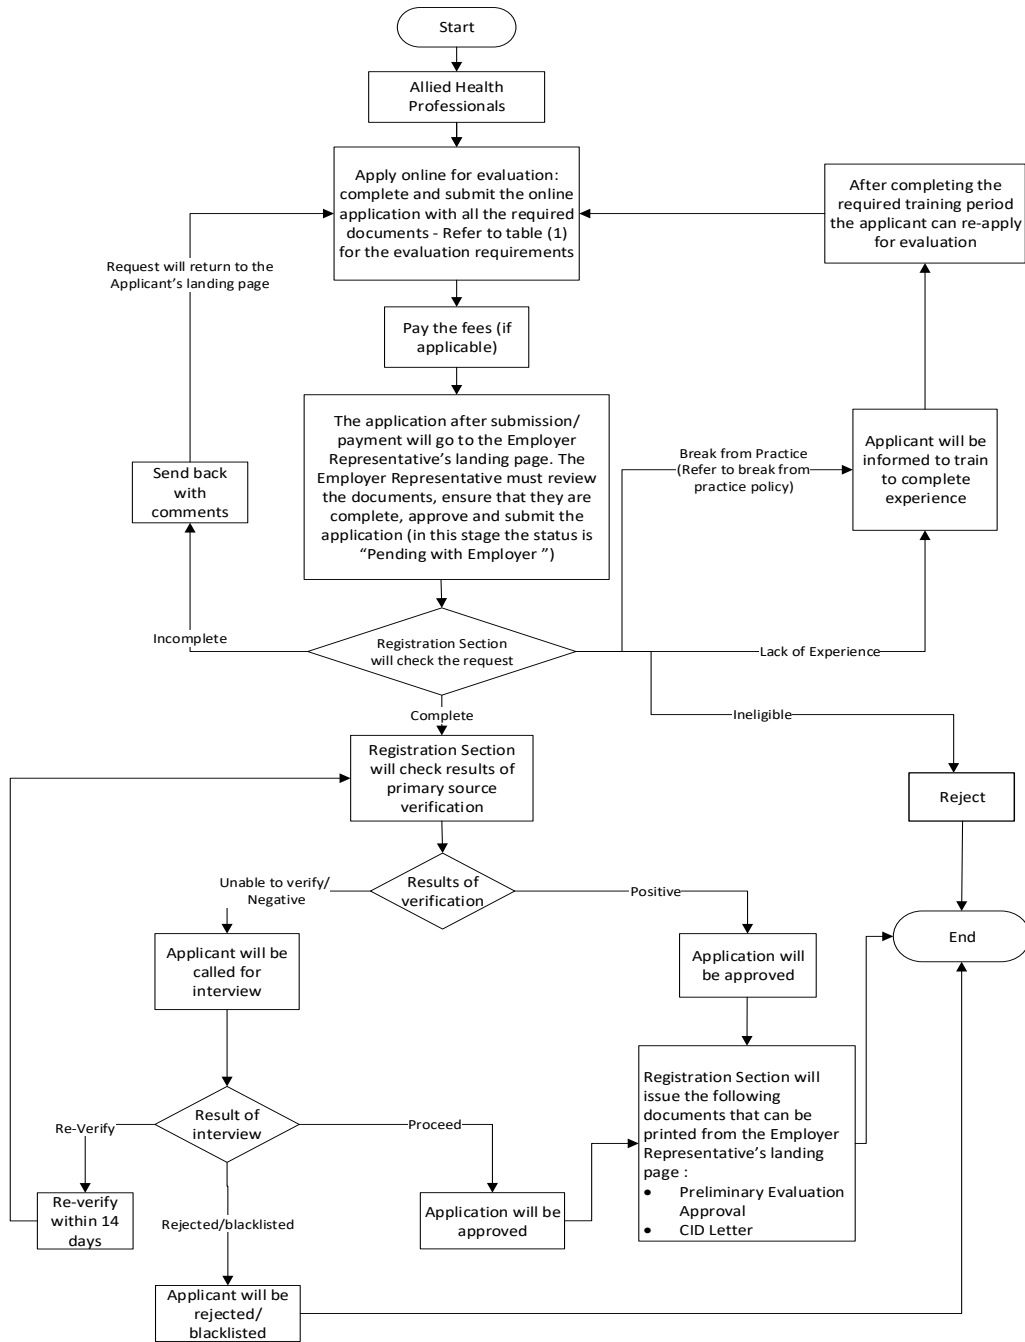 Start
Allied Health
Professionals
Apply online for evaluation:
complete and submit the online
application with all the required
documents - Refer to table (1)
for the evaluation requirements
After completing the
required training period
the applicant can re-apply
for evaluation
Request will return to the
Applicant's landing page
Pay the fees (if
applicable)
The application after submission/
payment will go to the Employer
Representative's landing page. The
Employer Representative must review
the documents, ensure that they are
complete, approve and submit the
application (in this stage the status is
“Pending with Employer ”)
Break from Practice
(Refer to break from
practice policy)
Applicant will be
informed to train
to complete
experience
Send back
with
comments
Incomplete
Registration Section
will check the request
Lack of Experience
Complete
Ineligible
Registration Section
will check results of
primary source
verification
Reject
Unable to verify/
Negative
Results of
verification
Positive
Applicant will be
called for
interview
Application will
be approved
End
Result of
interview
Re-Verify
Proceed
Registration Section will
issue the following
documents that can be
printed from the Employer
Representative's landing
page :
• Preliminary Evaluation
Approval
• CID Letter
Re-verify
within 14
days
Rejected/blacklisted
Application will be
approved
Applicant will be
rejected/
blacklisted